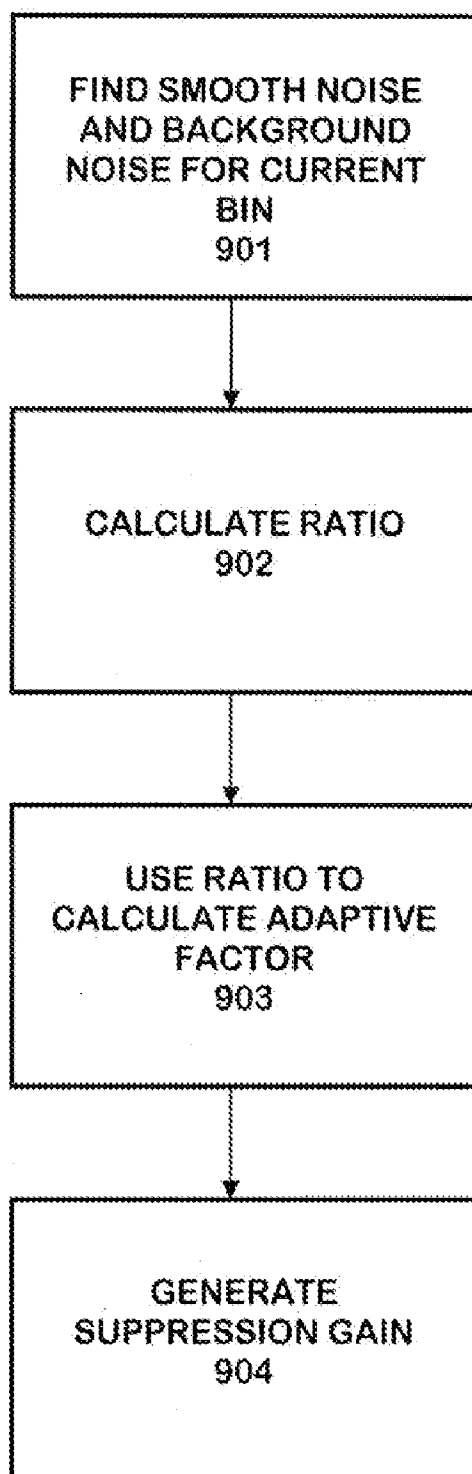 FIND SMOOTH NOISE
AND BACKGROUND
NOISE FOR CURRENT
BIN
901
CALCULATE RATIO
902
USE RATIO TO
CALCULATE ADAPTIVE
FACTOR
903
GENERATE
SUPPRESSION GAIN
904